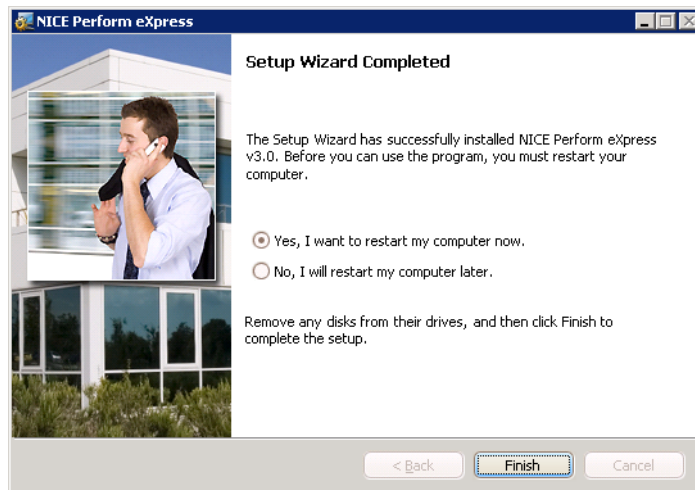 NICE Perform eXpress
Setup Wizard Completed
The Setup Wizard has successfully installed NICE Perform eXpress
v3.0. Before you can use the program, you must restart your
computer.
Yes, I want to restart my computer now.
No, I will restart my computer later.
Remove any disks from their drives, and then click Finish to
complete the setup.
< Back
Finish
Cancel